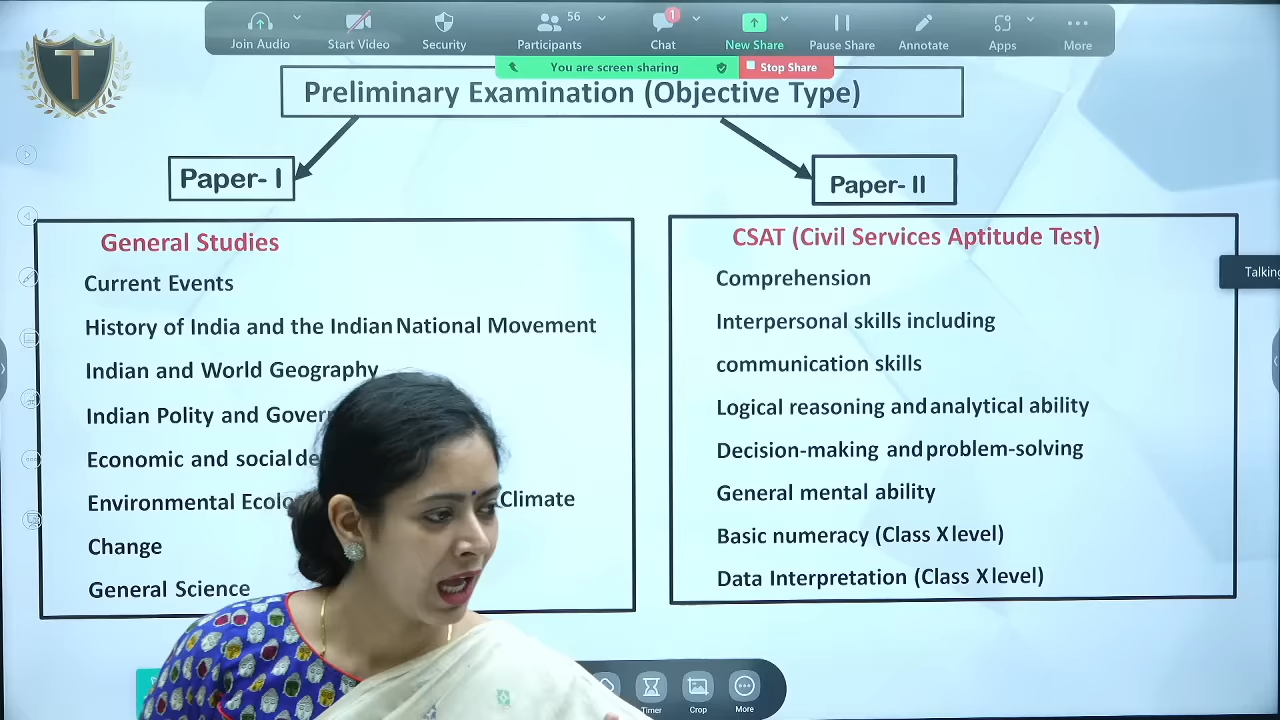 Join Audio
Start Video
Security
56
Participants
1
Chat
New Share
Pause Share
Annotate
Apps
More
You are screen sharing
Stop Share
T
Preliminary Examination (Objective Type)
Paper- I
Paper- II
General Studies
Current Events
History of India and the Indian National Movement
Indian and World Geography
Indian Polity and
Economic and social
Environmental Climate
Change
General Science
CSAT (Civil Services Aptitude Test)
Comprehension
Interpersonal skills including
communication skills
Logical reasoning and analytical ability
Decision-making and problem-solving
General mental ability
Basic numeracy (Class X level)
Data Interpretation (Class X level)
Talking
Timer
Crop
More